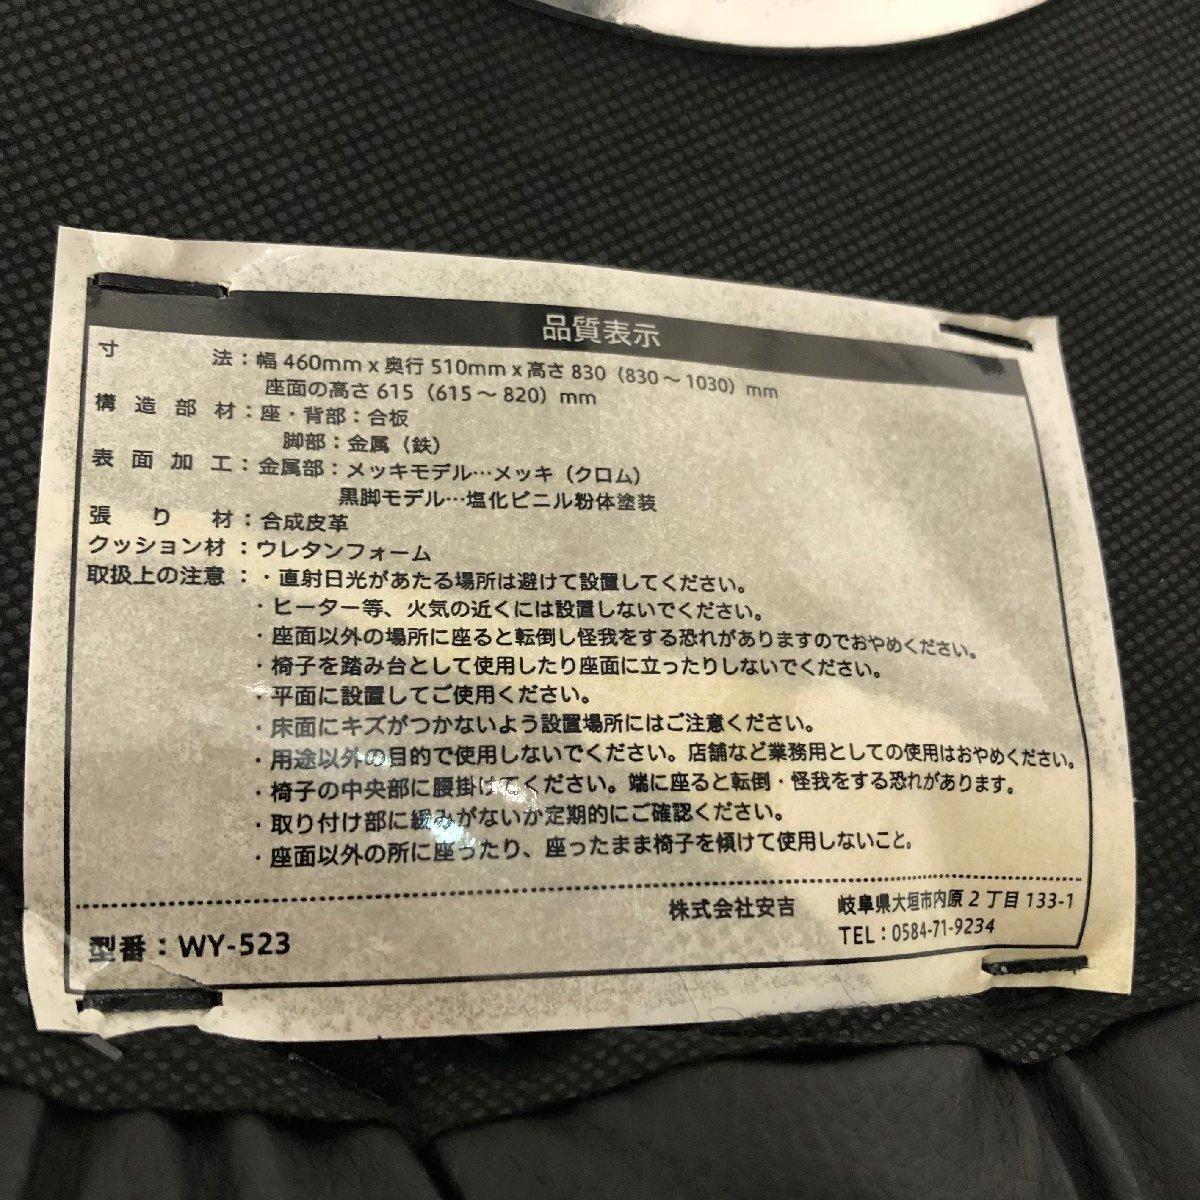 品質表示
寸法：幅 460mm x 奥行 510mm x 高さ 830（830～1030）mm
座面の高さ 615（615～820）mm
構造部材：座・背部：合板
脚部：金属（鉄）
表面加工：金属部：メッキモデル…メッキ（クロム）
黒脚モデル…塩化ビニル粉体塗装
張り材：合成皮革
クッション材：ウレタンフォーム
取扱上の注意：・直射日光があたる場所は避けて設置してください。
・ヒーター等、火気の近くには設置しないでください。
・座面以外の場所に座ると転倒し怪我をする恐れがありますのでおやめください。
・椅子を踏み台として使用したり座面に立ったりしないでください。
・平面に設置してご使用ください。
・床面にキズがつかないよう設置場所にはご注意ください。
・用途以外の目的で使用しないでください。店舗など業務用としての使用はおやめください。
・椅子の中央部に腰掛けてください。端に座ると転倒・怪我をする恐れがあります。
・取り付け部に緩みがないか定期的にご確認ください。
・座面以外の所に座ったり、座ったまま椅子を傾けて使用しないこと。
株式会社安吉 岐阜県大垣市内原 2 丁目 133-1
型番：WY-523 TEL：0584-71-9234